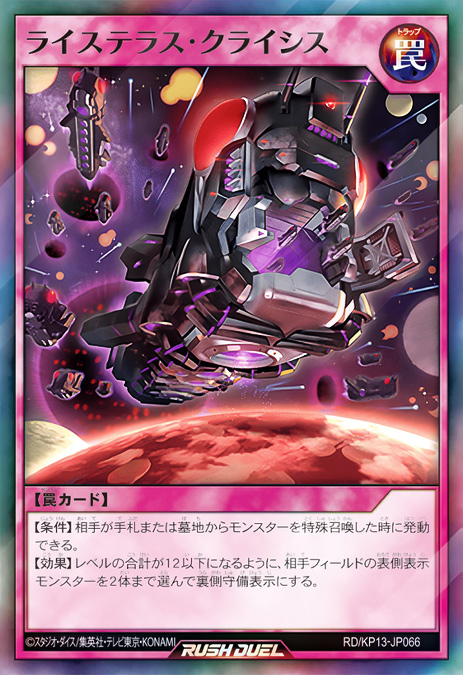 ライステラス・クライシス
トラップ
罠
【罠カード】
【条件】相手が手札または墓地からモンスターを特殊召喚した時に発動
できる。
【効果】レベルの合計が12以下になるように、相手フィールドの表側表示
モンスターを2体まで選んで裏側守備表示にする。
©スタジオ・ダイス/集英社・テレビ東京・KONAMI
RUSH DUEL
RD/KP13-JP066